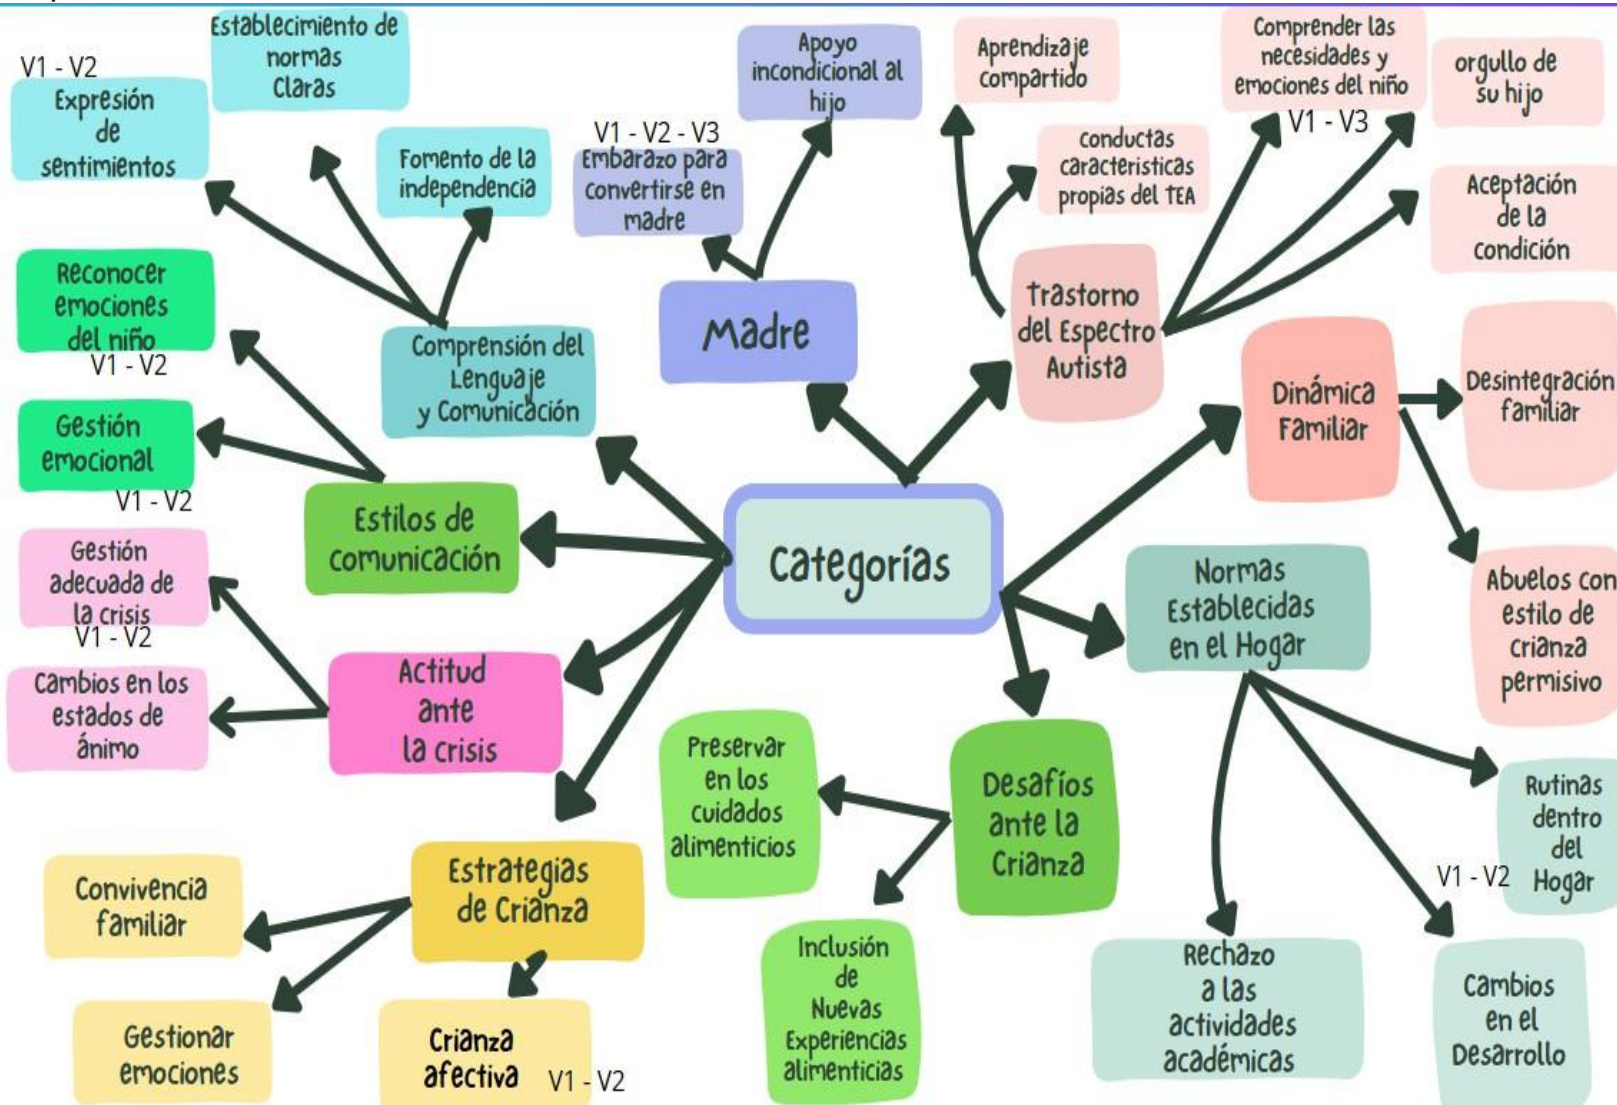 V1 - V2
Expresión
de
sentimientos
Establecimiento de
normas
Claras
Fomento de la
independencia
V1 - V2 - V3
Embarazo para
convertirse en
madre
Apoyo
incondicional al
hijo
Aprendizaje
compartido
conductas
caracteristicas
propias del TEA
Comprender las
necesidades y
emociones del niño
V1 - V3
orgullo de
su hijo
Aceptación
de la
condición
Reconocer
emociones
del niño
V1 - V2
Comprensión del
Lenguaje
y Comunicación
Madre
Trastorno
del Espectro
Autista
Dinámica
Familiar
Desintegración
familiar
Gestión
emocional
V1 - V2
Estilos de
comunicación
Categorías
Normas
Establecidas
en el Hogar
Abuelos con
estilo de
crianza
permisivo
Gestión
adecuada de
la crisis
V1 - V2
Cambios en los
estados de
ánimo
Actitud
ante
la crisis
Preservar
en los
cuidados
alimenticios
Desafíos
ante la
Crianza
Rutinas
dentro
del
Hogar
V1 - V2
Convivencia
familiar
Estrategias
de Crianza
Inclusión
de
Nuevas
Experiencias
alimenticias
Rechazo
a las
actividades
académicas
Cambios
en el
Desarrollo
Gestionar
emociones
Crianza
afectiva
V1 - V2